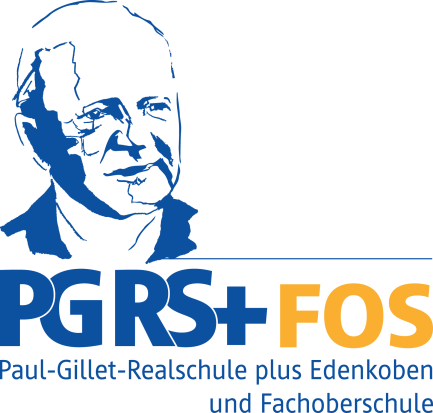 PGRS+ FOS
Paul-Gillet-Realschule plus Edenkoben
und Fachoberschule